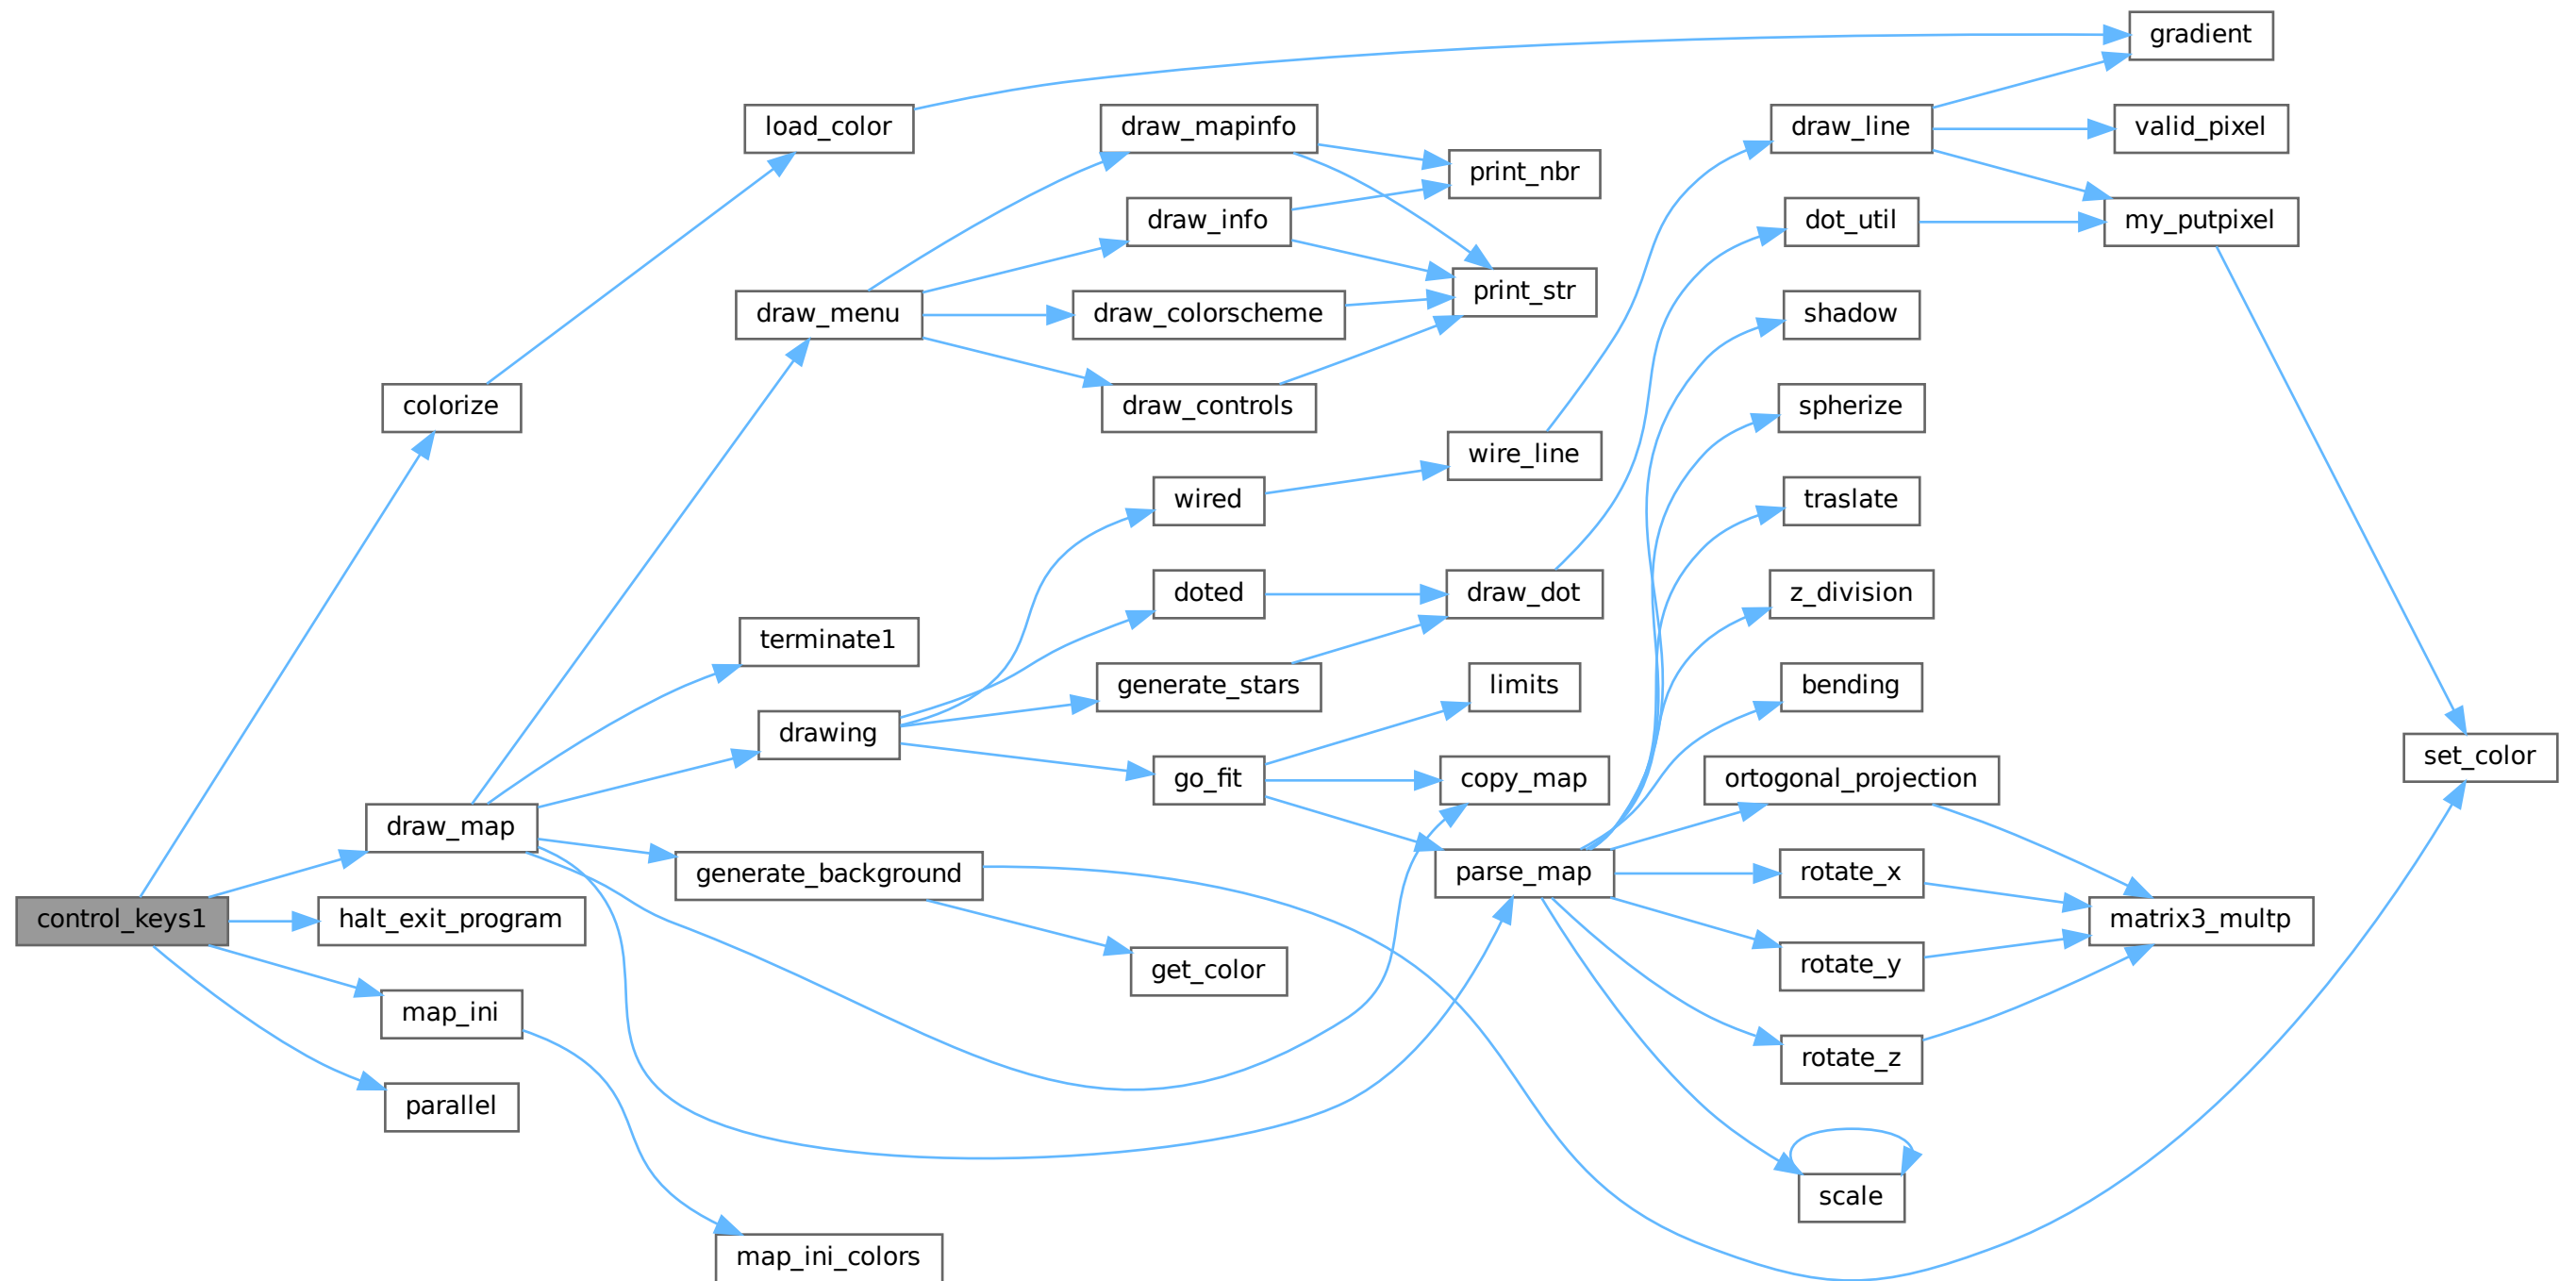 control_keys1
colorize
draw_map
halt_exit_program
map_ini
parallel
load_color
draw_menu
terminate1
drawing
generate_background
map_ini_colors
draw_mapinfo
draw_info
draw_colorscheme
draw_controls
wired
doted
generate_stars
go_fit
get_color
print_nbr
print_str
wire_line
draw_dot
limits
copy_map
parse_map
draw_line
dot_util
shadow
spherize
traslate
z_division
bending
ortogonal_projection
rotate_x
rotate_y
rotate_z
scale
gradient
valid_pixel
my_putpixel
matrix3_multp
set_color